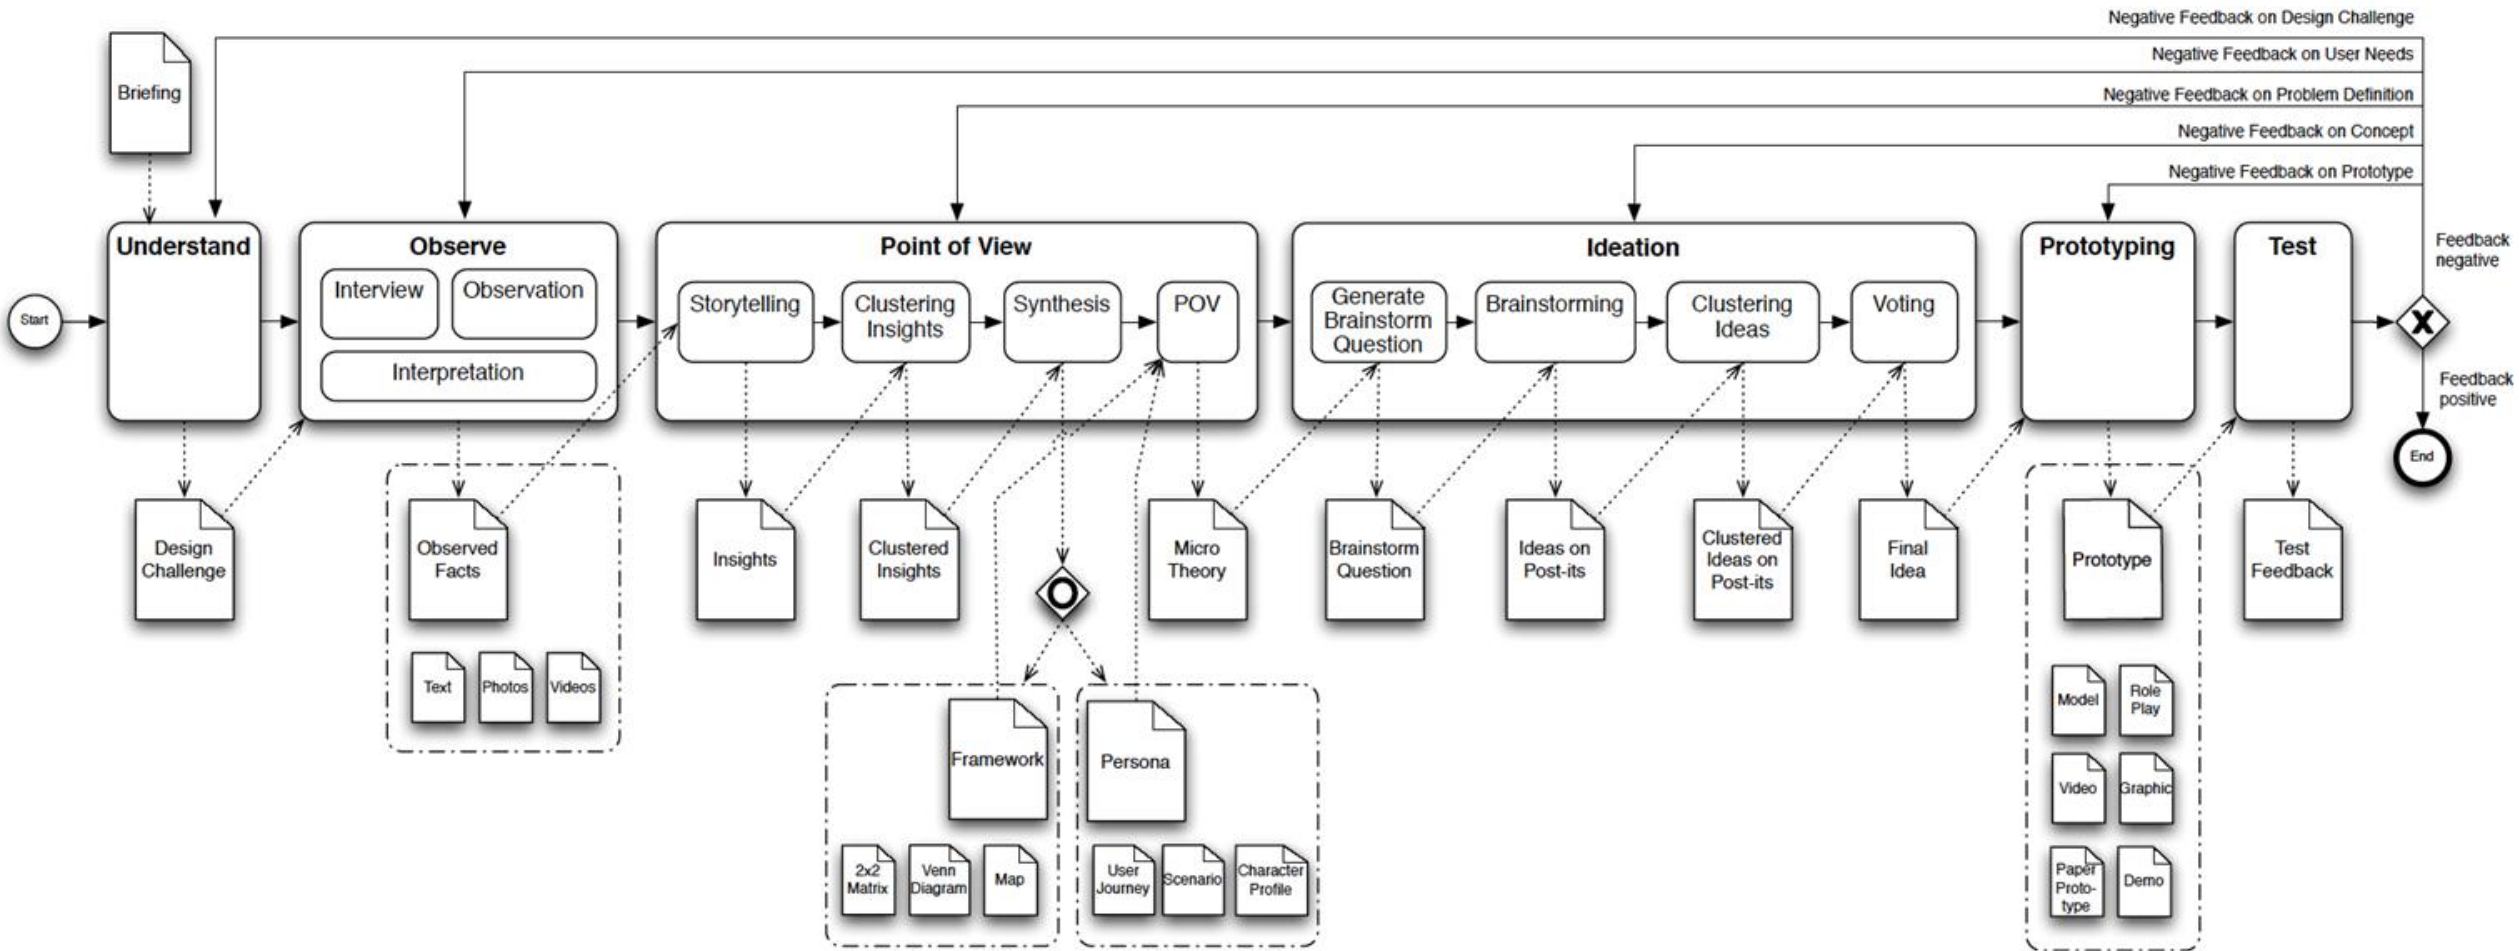 Negative Feedback on Design Challenge
Negative Feedback on User Needs
Negative Feedback on Problem Definition
Negative Feedback on Concept
Negative Feedback on Prototype
Briefing
Feedback
negative
Feedback
positive
Start
End
Understand
Observe
Interview
Observation
Interpretation
Point of View
Storytelling
Clustering
Insights
Synthesis
POV
Ideation
Generate
Brainstorm
Question
Brainstorming
Clustering
Ideas
Voting
Prototyping
Test
X
Design
Challenge
Observed
Facts
Text
Photos
Videos
Insights
Clustered
Insights
Micro
Theory
Brainstorm
Question
Ideas on
Post-its
Clustered
Ideas on
Post-its
Final
Idea
Prototype
Test
Feedback
Framework
2x2
Matrix
Venn
Diagram
Map
Persona
User
Journey
Scenario
Character
Profile
Model
Role
Play
Video
Graphic
Paper
Proto-
type
Demo